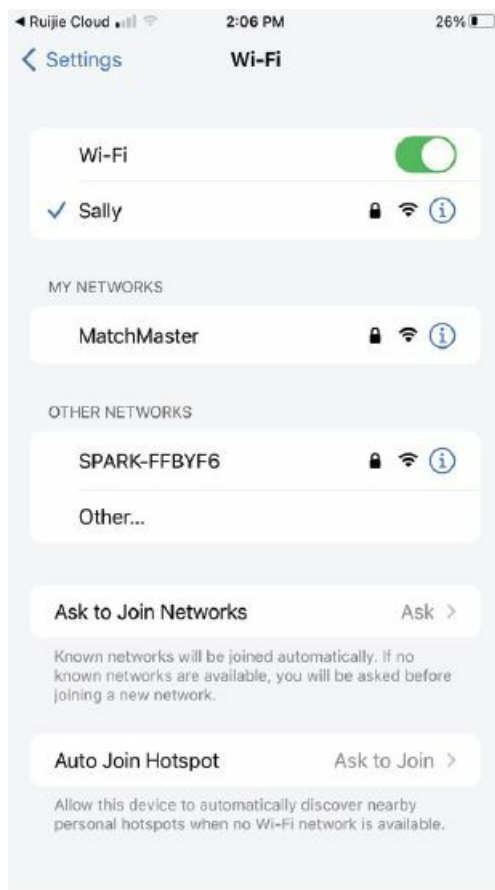 Ruijie Cloud 2:06 PM 26%
Settings Wi-Fi
Wi-Fi
Sally
MY NETWORKS
MatchMaster
OTHER NETWORKS
SPARK-FFBYF6
Other...
Ask to Join Networks Ask
Known networks will be joined automatically. If no
known networks are available, you will be asked before
joining a new network.
Auto Join Hotspot Ask to Join
Allow this device to automatically discover nearby
personal hotspots when no Wi-Fi network is available.